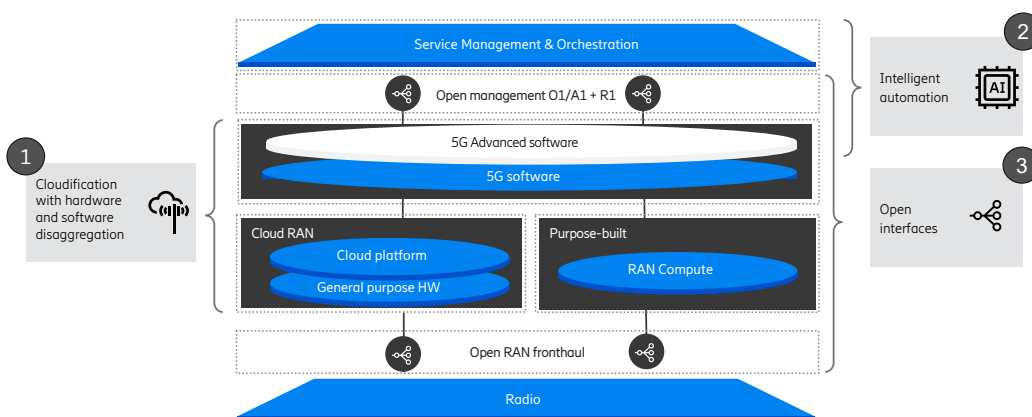 Service Management & Orchestration
2
Intelligent
automation
AI
Open management O1/A1 + R1
1
Cloudification
with hardware
and software
disaggregation
5G Advanced software
5G software
3
Open
interfaces
Cloud RAN
Cloud platform
General purpose HW
Purpose-built
RAN Compute
Open RAN fronthaul
Radio